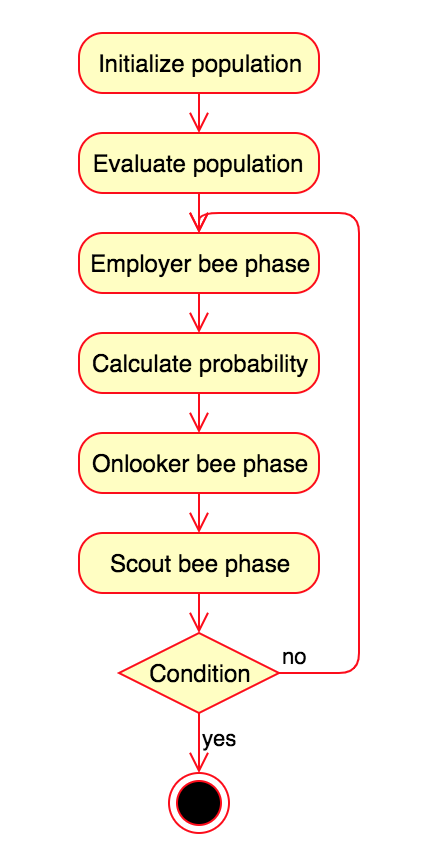 Initialize population
Evaluate population
Employer bee phase
Calculate probability
Onlooker bee phase
Scout bee phase
Condition
no
yes